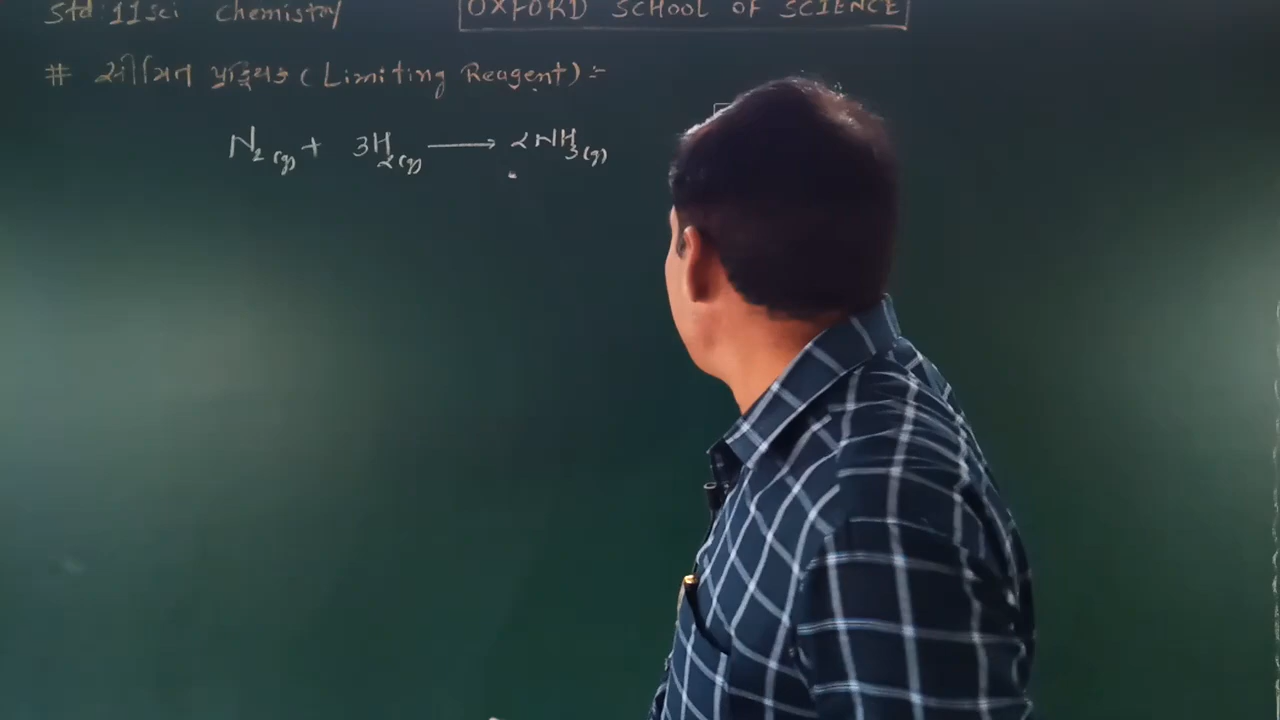 Std: 11 Sci Chemistry
OXFORD SCHOOL OF SCIENCE
# સીમિત પ્રક્રિયક (Limiting Reagent) :-
N₂(g) + 3H₂(g) ⟶ 2NH₃(g)